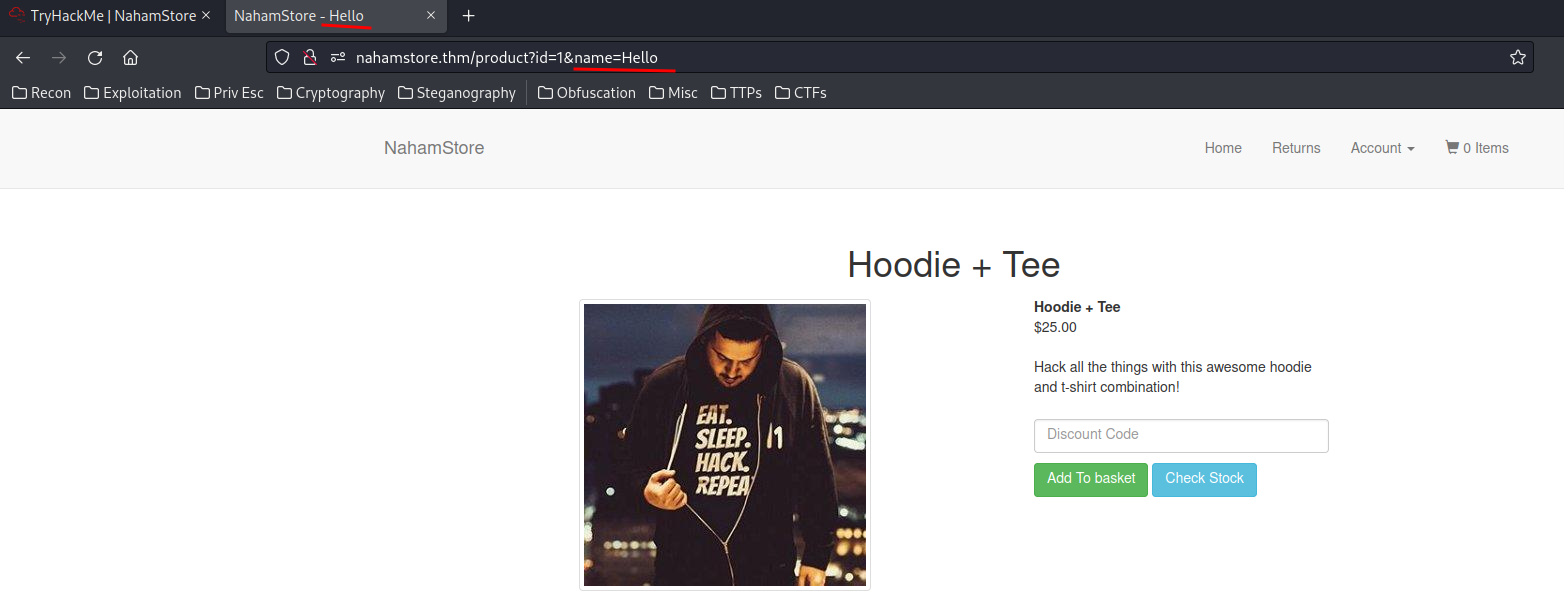 TryHackMe | NahamStore
NahamStore - Hello
nahamstore.thm/product?id=1&name=Hello
Recon Exploitation Priv Esc Cryptography Steganography Obfuscation Misc TTPs CTFs
NahamStore Home Returns Account 0 Items
Hoodie + Tee
EAT.
SLEEP.
HACK.
REPEA
Hoodie + Tee
$25.00
Hack all the things with this awesome hoodie
and t-shirt combination!
Discount Code
Add To basket Check Stock